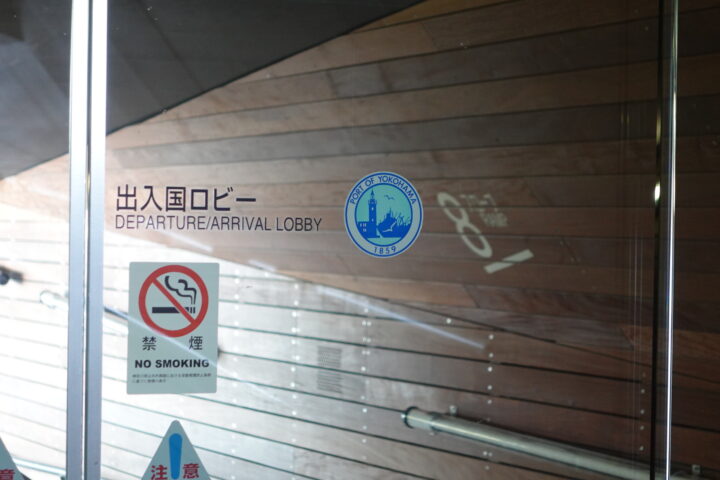 出入国ロビー
DEPARTURE/ARRIVAL LOBBY
PORT OF YOKOHAMA
1859
禁煙
NO SMOKING
注意
意